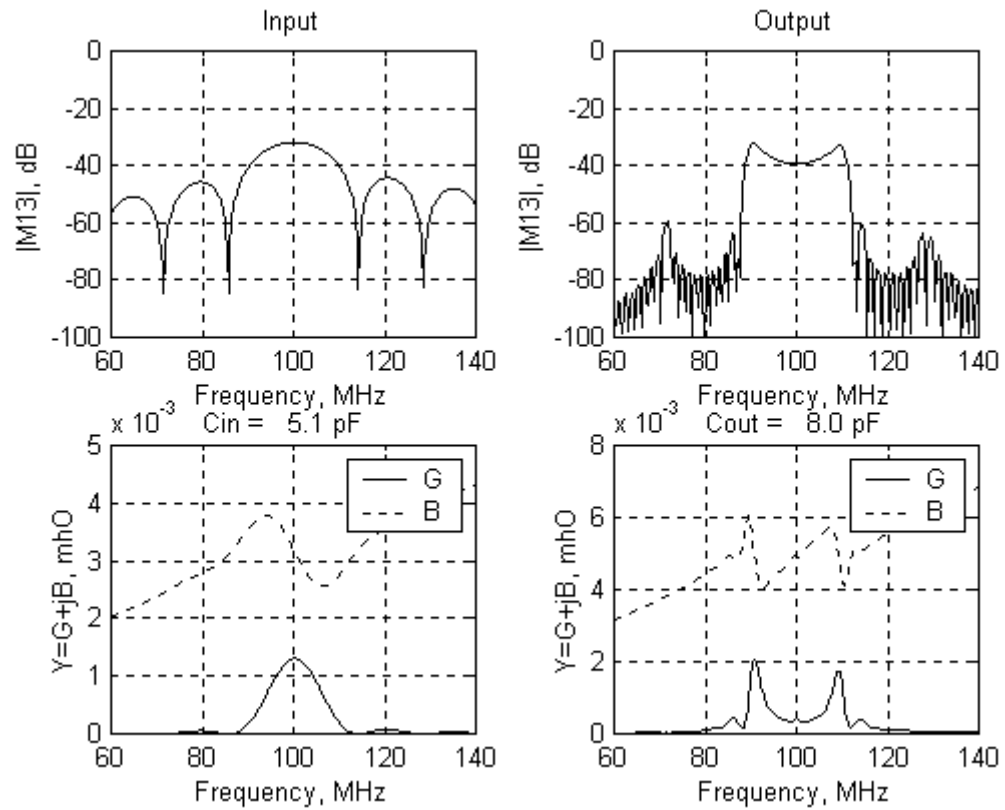 Input
0
-20
-40
-60
-80
-100
|M13|, dB
60 80 100 120 140
Frequency, MHz
Output
0
-20
-40
-60
-80
-100
|M13|, dB
60 80 100 120 140
Frequency, MHz
x 10^-3 Cin = 5.1 pF
5
4
3
2
1
0
Y=G+jB, mhO
G
B
60 80 100 120 140
Frequency, MHz
x 10^-3 Cout = 8.0 pF
8
6
4
2
0
Y=G+jB, mhO
G
B
60 80 100 120 140
Frequency, MHz